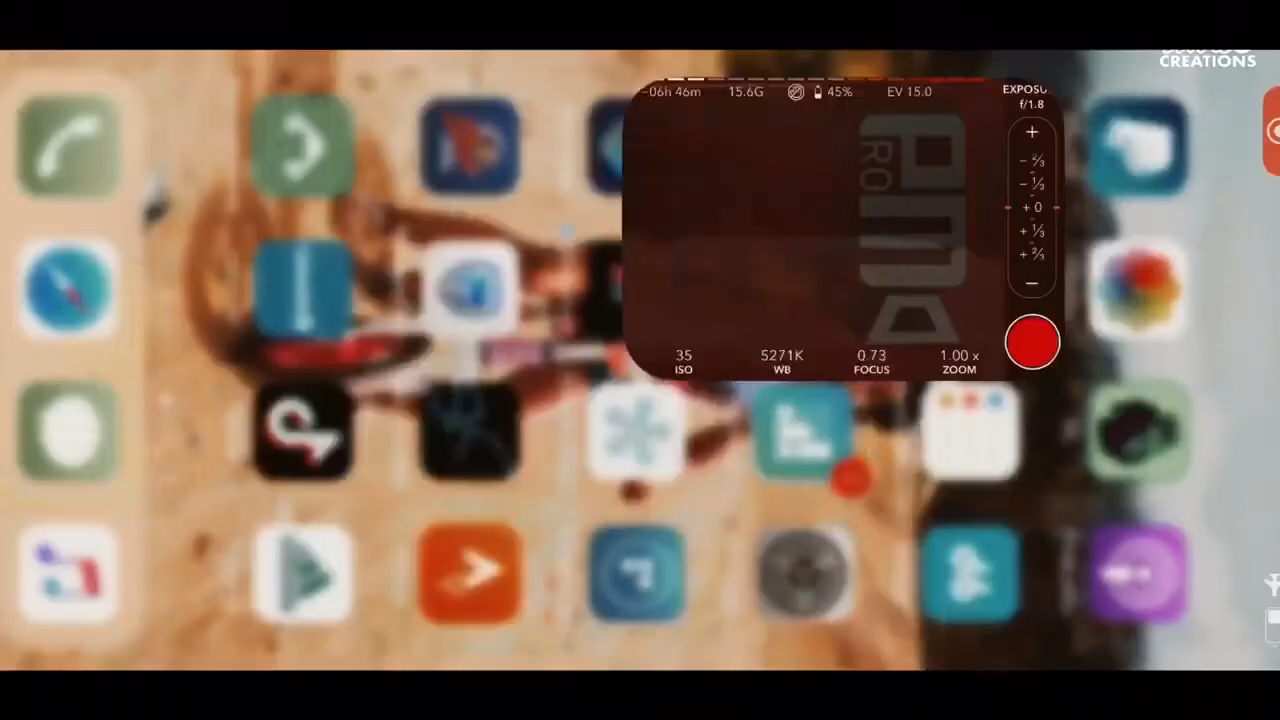 CREATIONS
-06h 46m 15.6G 45% EV 15.0
EXPOSU
f/1.8
+
- ⅔
- ⅓
+ 0
+ ⅓
+ ⅔
−
PRO
35 5271K 0.73 1.00 x
ISO WB FOCUS ZOOM